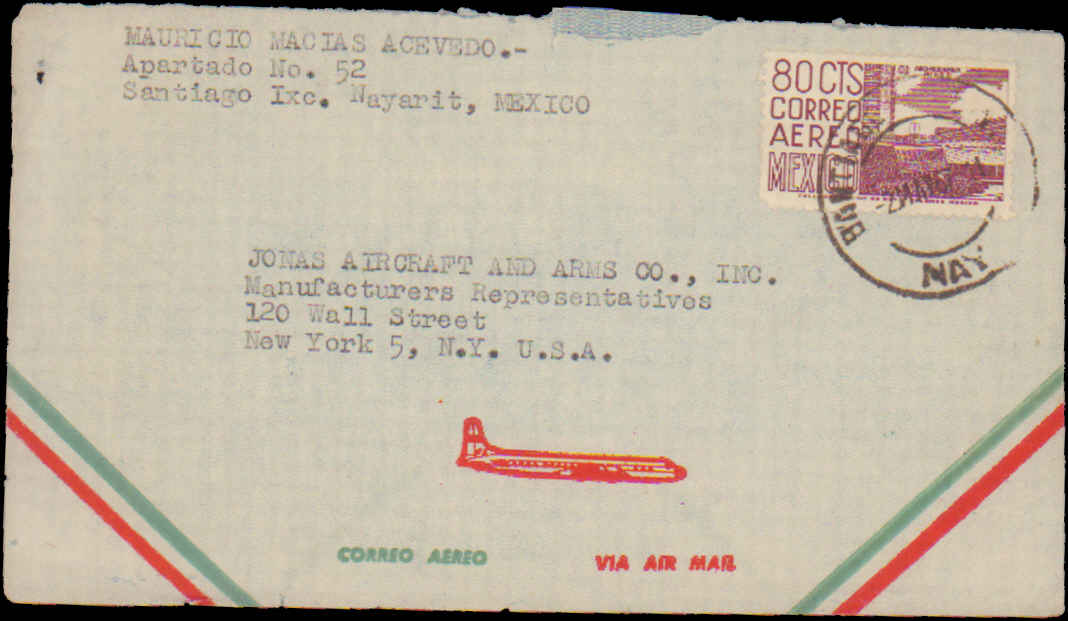 MAURICIO MACIAS ACEVEDO.-
Apartado No. 52
Santiago Ixc. Nayarit, MEXICO
80 CTS
CORREO
AEREO
MEXICO
NAY.
JONAS AIRCRAFT AND ARMS CO., INC.
Manufacturers Representatives
120 Wall Street
New York 5, N.Y. U.S.A.
CORREO AEREO
VIA AIR MAIL